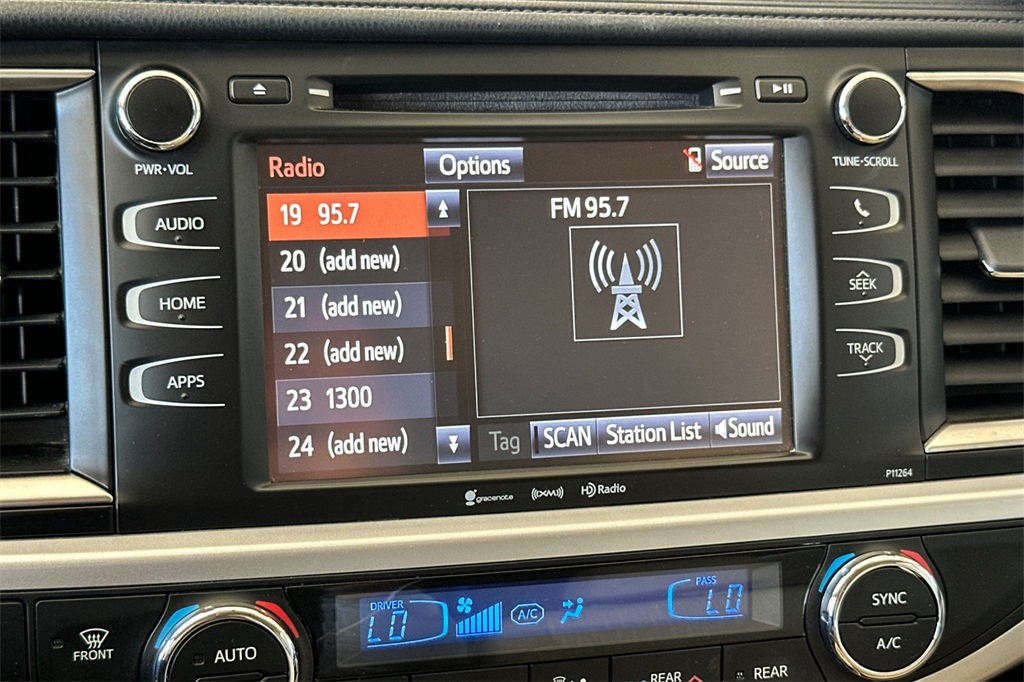 PWR•VOL
TUNE•SCROLL
AUDIO
HOME
APPS
SEEK
TRACK
Radio
Options
Source
19 95.7
20 (add new)
21 (add new)
22 (add new)
23 1300
24 (add new)
FM 95.7
Tag
SCAN
Station List
Sound
P11264
gracenote
((XM))
HD Radio
FRONT
AUTO
DRIVER
LO
A/C
PASS
LO
SYNC
A/C
REAR
REAR